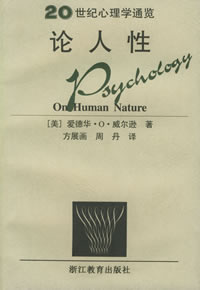 20世纪心理学通览
论人性
Psychology
On Human Nature
[美]爱德华·O·威尔逊 著
方展画 周丹 译
浙江教育出版社